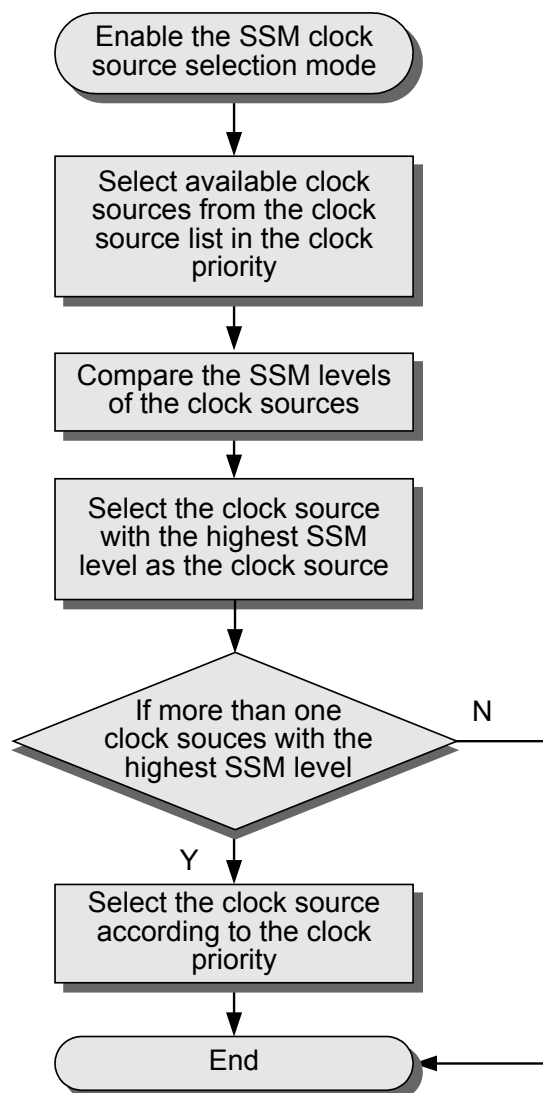 Enable the SSM clock
source selection mode
Select available clock
sources from the clock
source list in the clock
priority
Compare the SSM levels
of the clock sources
Select the clock source
with the highest SSM
level as the clock source
If more than one
clock souces with the
highest SSM level
N
Y
Select the clock source
according to the clock
priority
End